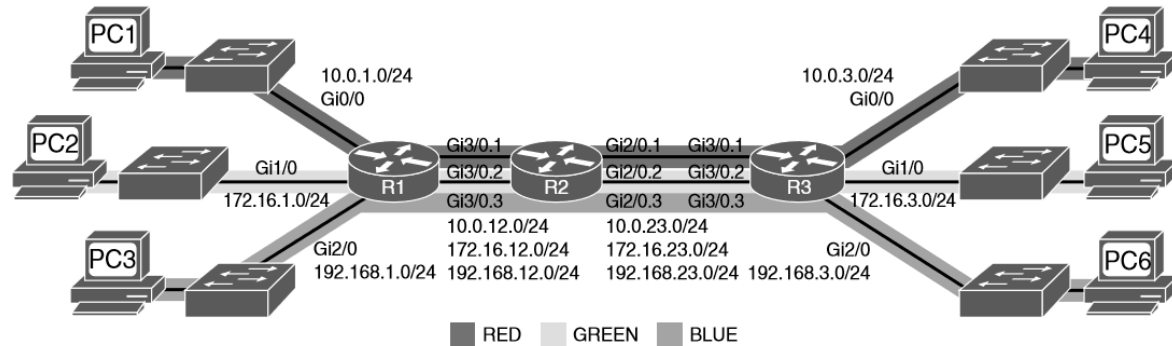 PC1
10.0.1.0/24
Gi0/0
PC2
Gi1/0
172.16.1.0/24
PC3
Gi2/0
192.168.1.0/24
R1
Gi3/0.1
Gi3/0.2
Gi3/0.3
10.0.12.0/24
172.16.12.0/24
192.168.12.0/24
R2
Gi2/0.1 Gi3/0.1
Gi2/0.2 Gi3/0.2
Gi2/0.3 Gi3/0.3
10.0.23.0/24
172.16.23.0/24
192.168.23.0/24
R3
10.0.3.0/24
Gi0/0
PC4
Gi1/0
172.16.3.0/24
PC5
Gi2/0
192.168.3.0/24
PC6
RED GREEN BLUE